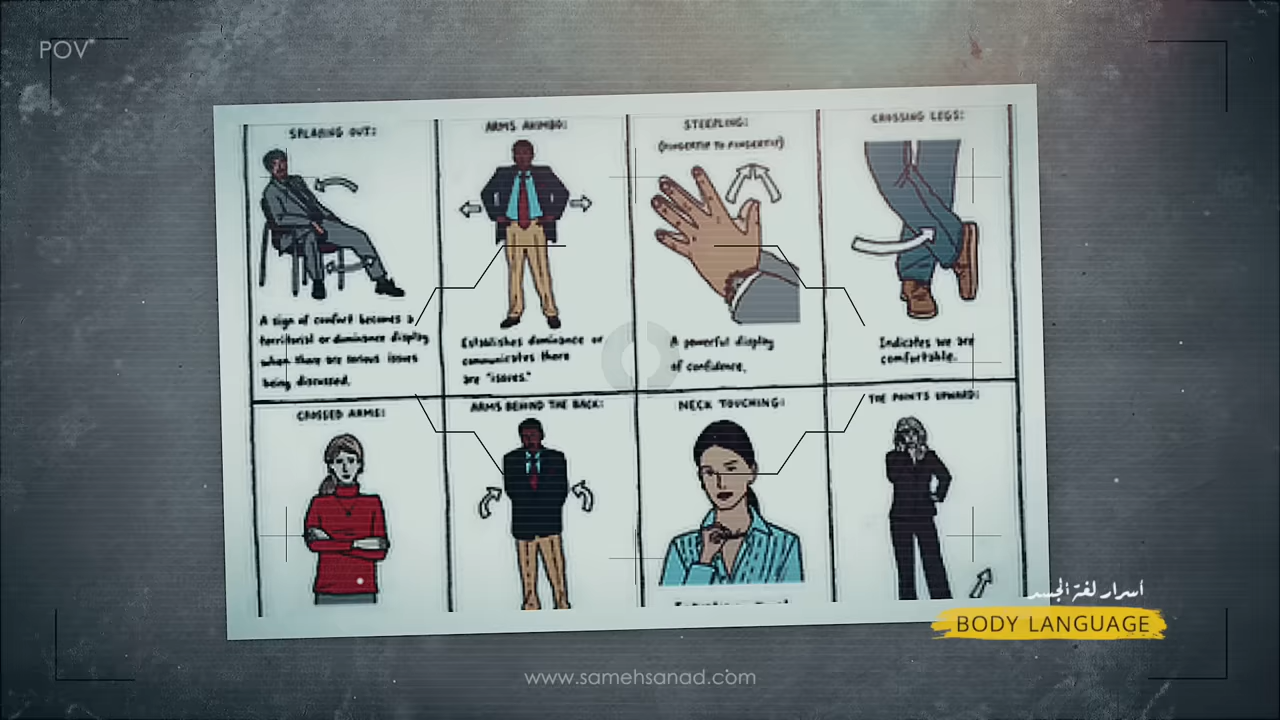 POV
SPLAYING OUT:
A sign of comfort becomes a
territorial or dominance display
when there are serious issues
being discussed.
ARMS AKIMBO:
Establishes dominance or
communicates there
are "issues."
STEEPLING:
(FINGERTIP TO FINGERTIP)
A powerful display
of confidence.
CROSSING LEGS:
Indicates we are
comfortable.
CROSSED ARMS:
ARMS BEHIND THE BACK:
NECK TOUCHING:
TOE POINTS UPWARD:
أسرار لغة الجسد
BODY LANGUAGE
www.samehsanad.com